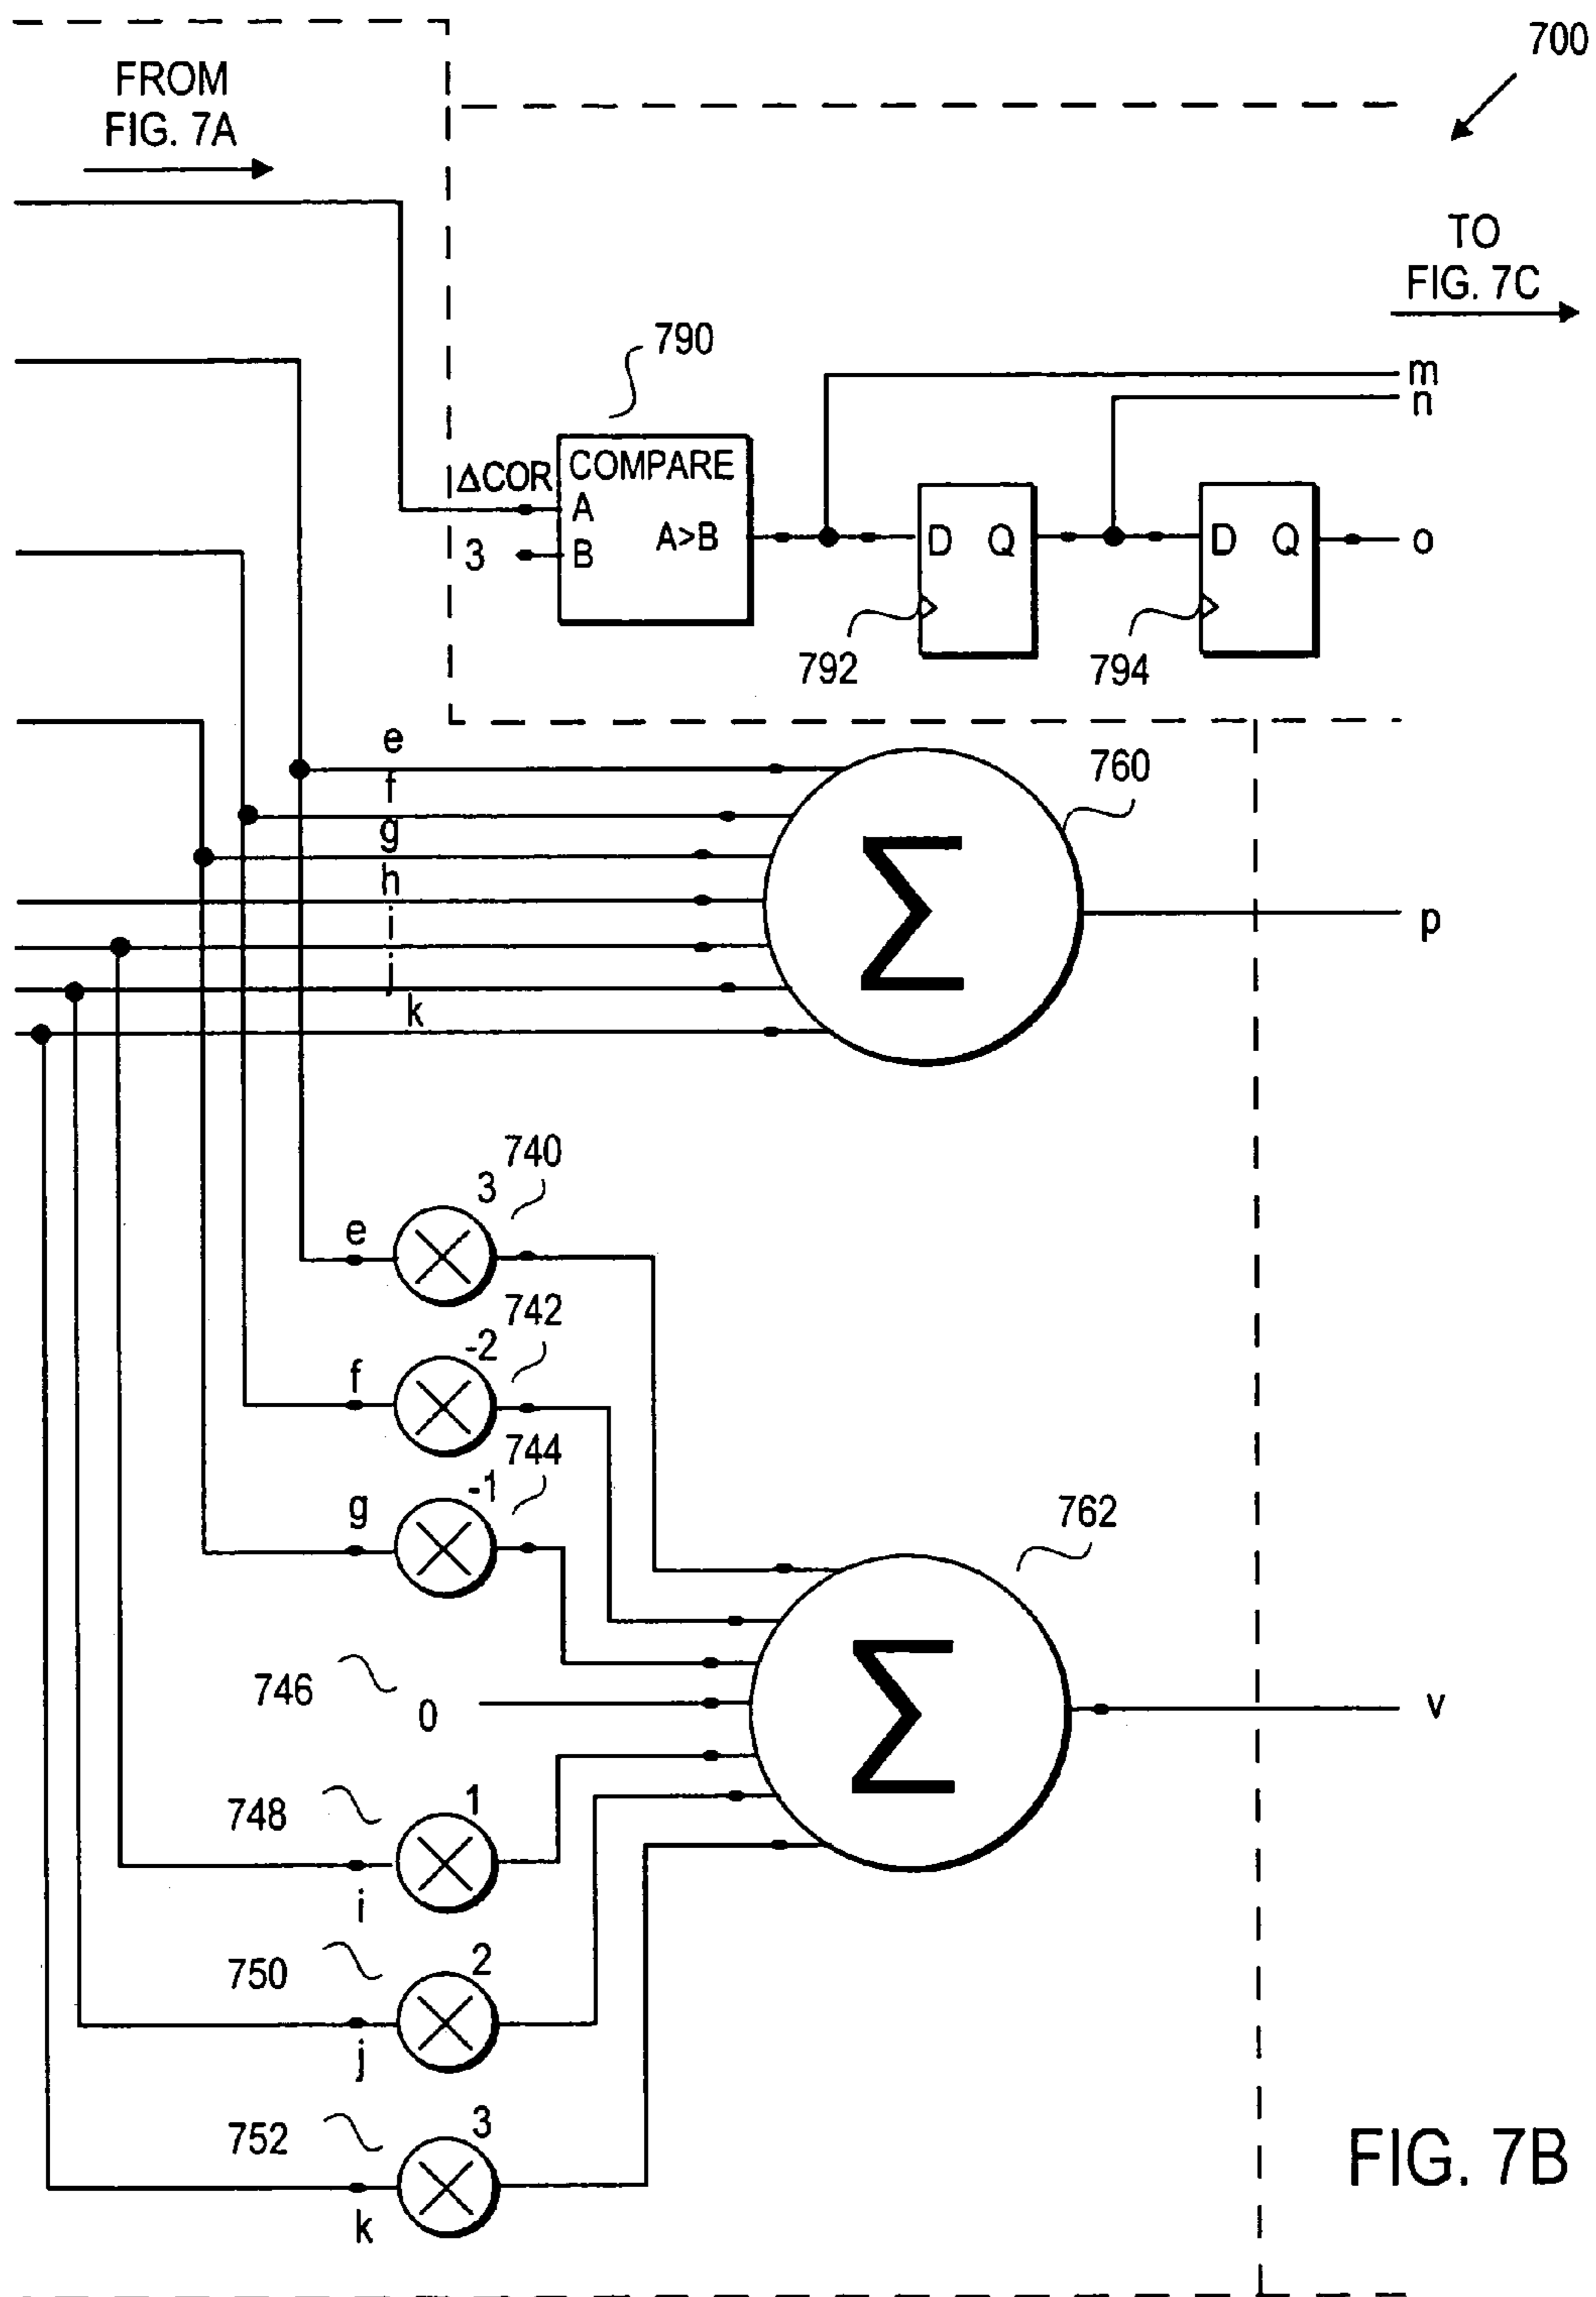 700
FROM
FIG. 7A
TO
FIG. 7C
790
m
n
ΔCOR
COMPARE
A
A>B
3
B
D Q
D Q
o
792
794
e
760
f
g
h
i
p
j
k
740
3
e
742
-2
f
744
-1
g
762
746
0
v
748
1
i
750
2
j
752
3
k
FIG. 7B
Σ
Σ